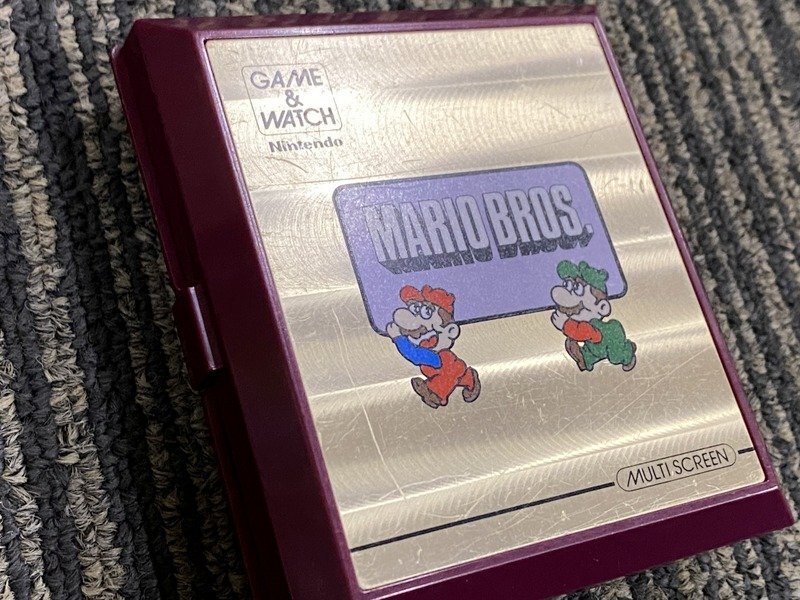 GAME
&
WATCH
Nintendo
MARIO BROS.
MULTI SCREEN